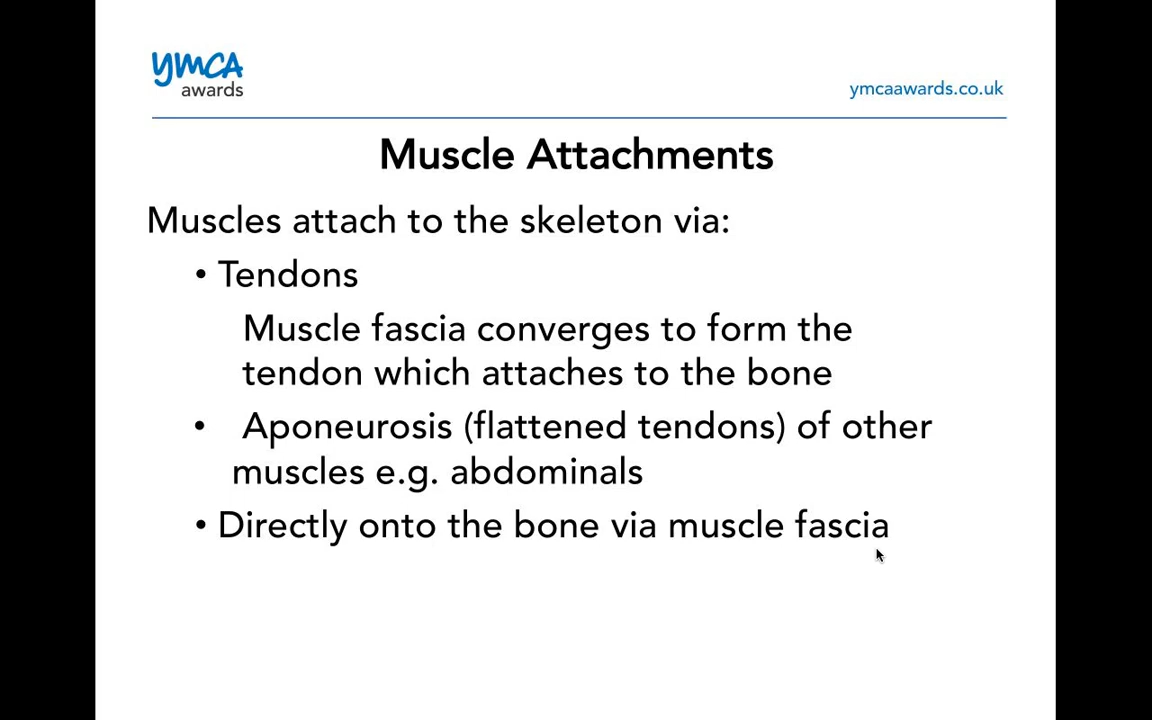 ymca
awards
ymcaawards.co.uk
Muscle Attachments
Muscles attach to the skeleton via:
• Tendons
Muscle fascia converges to form the
tendon which attaches to the bone
• Aponeurosis (flattened tendons) of other
muscles e.g. abdominals
• Directly onto the bone via muscle fascia